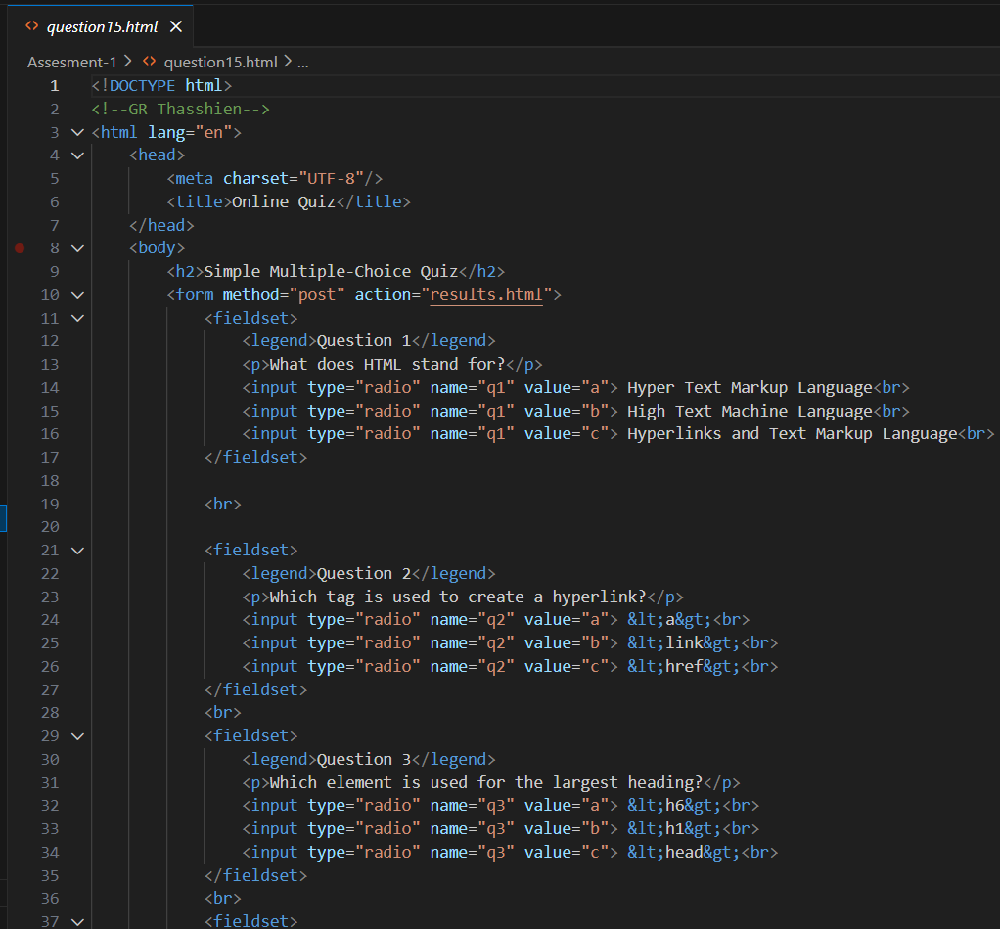 question15.html
Assesment-1 > question15.html > ...
1 <!DOCTYPE html>
2 <!--GR Thasshien-->
3 <html lang="en">
4 <head>
5 <meta charset="UTF-8"/>
6 <title>Online Quiz</title>
7 </head>
8 <body>
9 <h2>Simple Multiple-Choice Quiz</h2>
10 <form method="post" action="results.html">
11 <fieldset>
12 <legend>Question 1</legend>
13 <p>What does HTML stand for?</p>
14 <input type="radio" name="q1" value="a"> Hyper Text Markup Language<br>
15 <input type="radio" name="q1" value="b"> High Text Machine Language<br>
16 <input type="radio" name="q1" value="c"> Hyperlinks and Text Markup Language<br>
17 </fieldset>
18
19 <br>
20
21 <fieldset>
22 <legend>Question 2</legend>
23 <p>Which tag is used to create a hyperlink?</p>
24 <input type="radio" name="q2" value="a"> &lt;a&gt;<br>
25 <input type="radio" name="q2" value="b"> &lt;link&gt;<br>
26 <input type="radio" name="q2" value="c"> &lt;href&gt;<br>
27 </fieldset>
28 <br>
29 <fieldset>
30 <legend>Question 3</legend>
31 <p>Which element is used for the largest heading?</p>
32 <input type="radio" name="q3" value="a"> &lt;h6&gt;<br>
33 <input type="radio" name="q3" value="b"> &lt;h1&gt;<br>
34 <input type="radio" name="q3" value="c"> &lt;head&gt;<br>
35 </fieldset>
36 <br>
37 <fieldset>